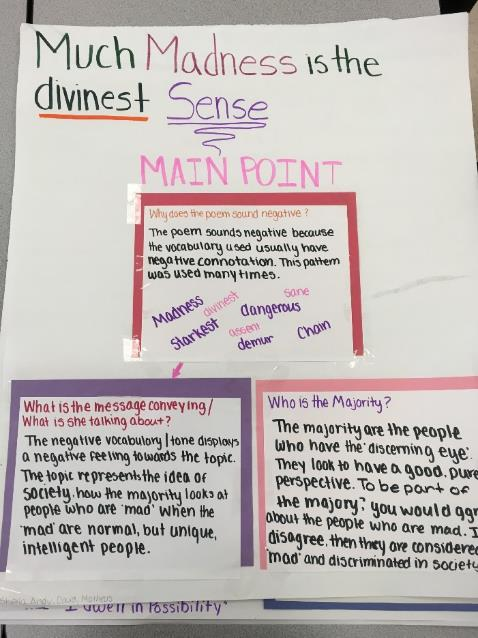 Much Madness is the
divinest Sense
MAIN POINT
Why does the poem sound negative?
The poem sounds negative because
the vocabulary used usually have
negative connotation. This pattern
was used many times.
Madness divinest sane
dangerous
Starkest assent
demur Chain
What is the message conveying/
What is she talking about?
The negative vocabulary/tone displays
a negative feeling towards the topic.
The topic represents the idea of
society, how the majority looks at
people who are 'mad' when the
'mad' are normal, but unique,
intelligent people.
Who is the Majority?
The majority are the people
who have the 'discerning eye'.
They look to have a good, pure
perspective. To be part of
the majory? you would agr
about the people who are mad. I
disagree, then they are considered
'mad' and discriminated in society
Andy, David, Matheus
"I dwell in Possibility"